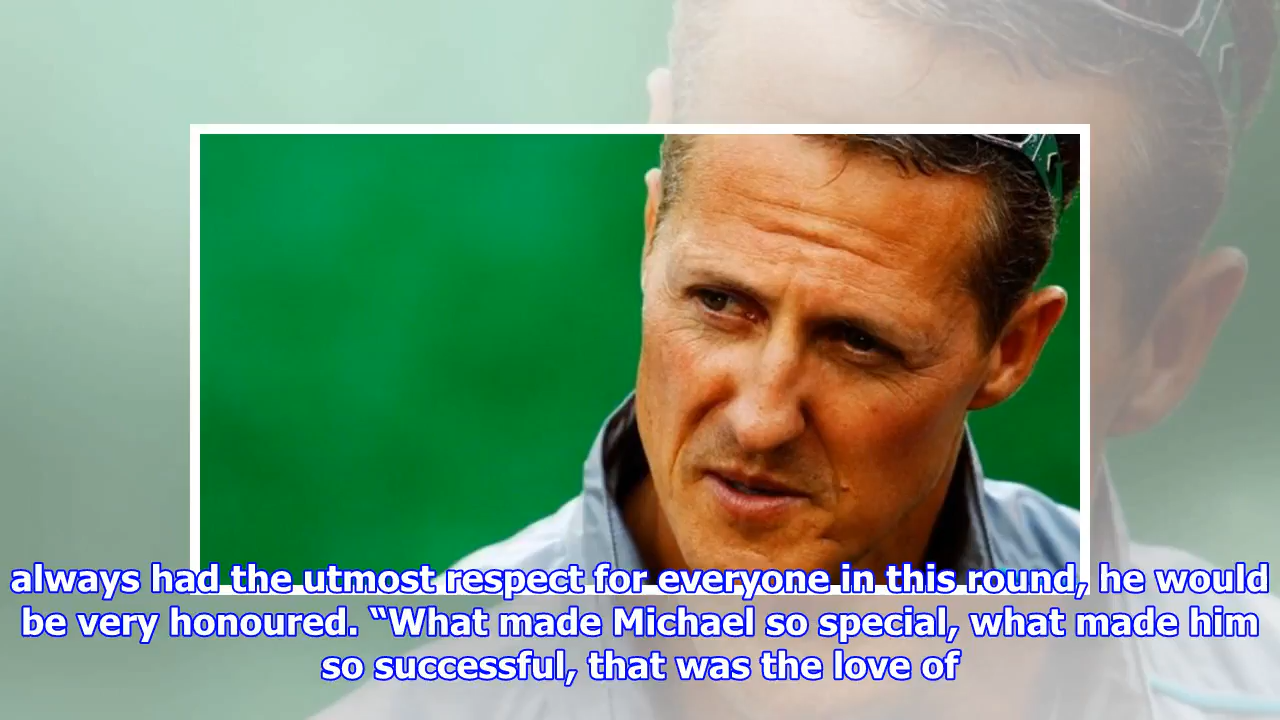 always had the utmost respect for everyone in this round, he would
be very honoured. “What made Michael so special, what made him
so successful, that was the love of